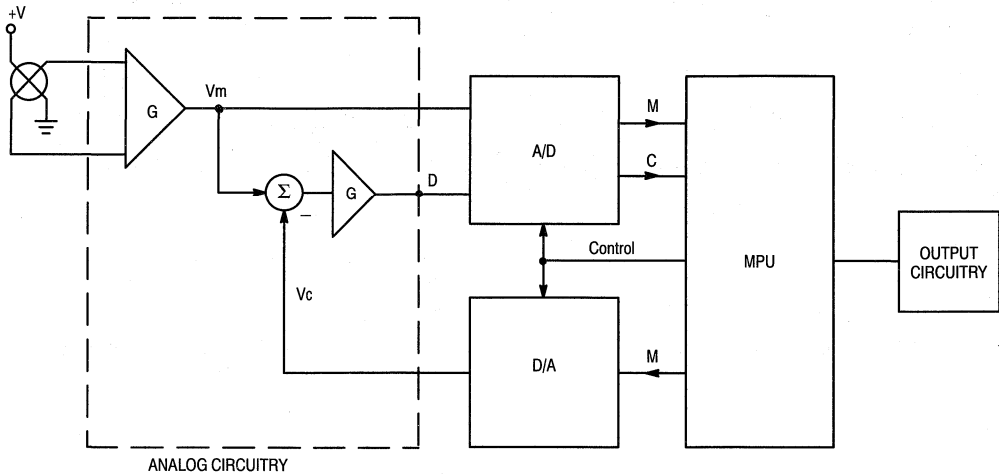 +V
G
Vm
A/D
M
C
Σ
–
G
D
Control
MPU
OUTPUT
CIRCUITRY
Vc
D/A
M
ANALOG CIRCUITRY